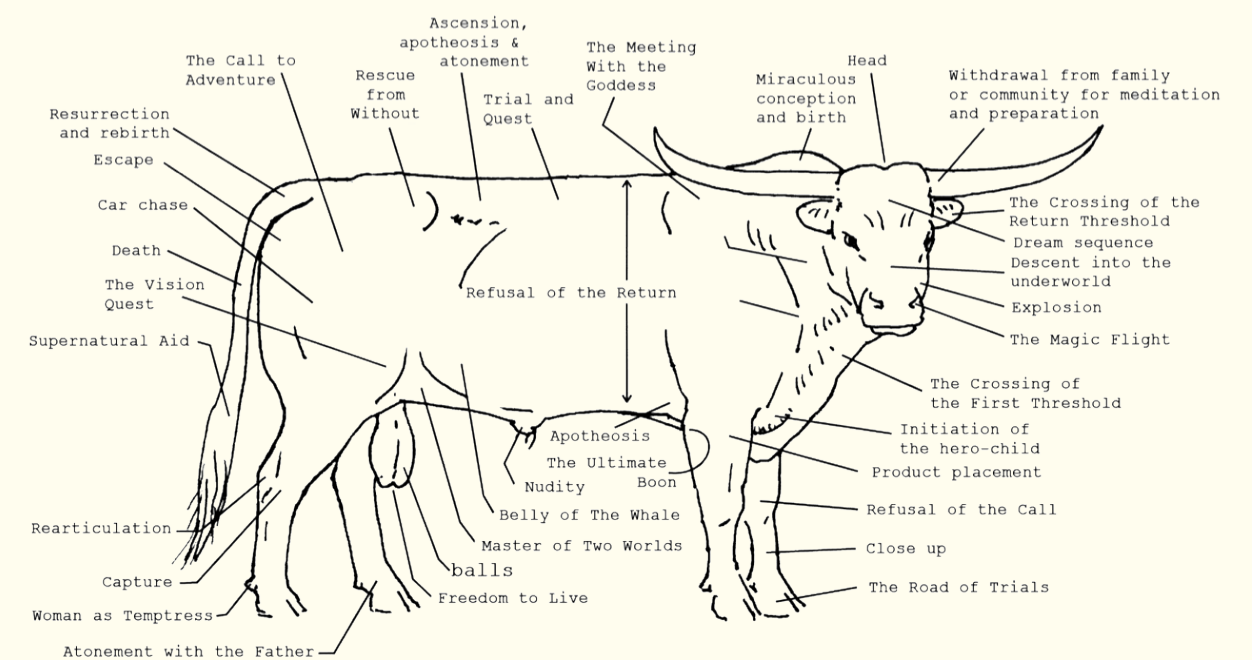 Ascension,
apotheosis &
atonement
The Call to
Adventure
Rescue
from
Without
Trial and
Quest
The Meeting
With the
Goddess
Miraculous
conception
and birth
Head
Withdrawal from family
or community for meditation
and preparation
Resurrection
and rebirth
Escape
Car chase
Death
The Vision
Quest
Supernatural Aid
Refusal of the Return
The Crossing of the
Return Threshold
Dream sequence
Descent into the
underworld
Explosion
The Magic Flight
The Crossing of
the First Threshold
Initiation of
the hero-child
Product placement
Refusal of the Call
Close up
The Road of Trials
Apotheosis
The Ultimate
Boon
Nudity
Belly of The Whale
Master of Two Worlds
balls
Freedom to Live
Rearticulation
Capture
Woman as Temptress
Atonement with the Father